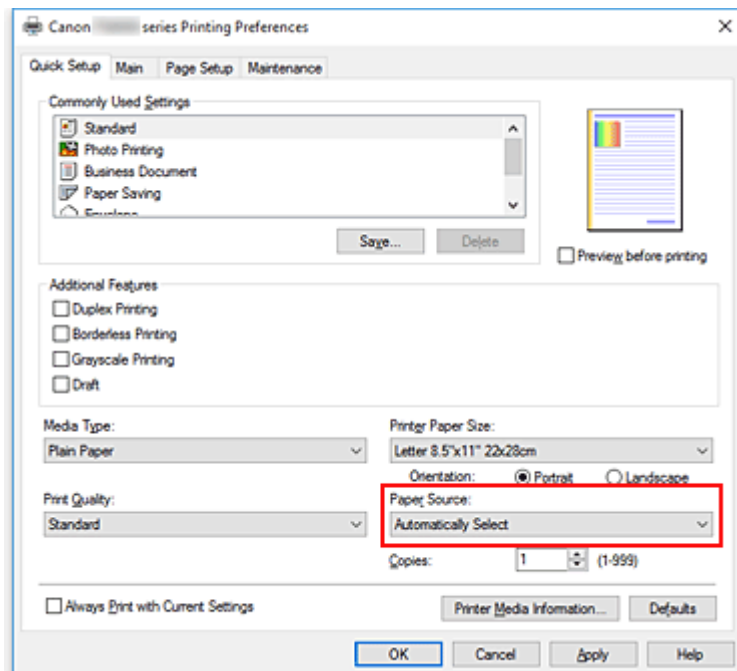 Canon series Printing Preferences
Quick Setup Main Page Setup Maintenance
Commonly Used Settings
Standard
Photo Printing
Business Document
Paper Saving
Envelope
Save... Delete
Preview before printing
Additional Features
Duplex Printing
Borderless Printing
Grayscale Printing
Draft
Media Type: Printer Paper Size:
Plain Paper Letter 8.5"x11" 22x28cm
Orientation: Portrait Landscape
Print Quality: Paper Source:
Standard Automatically Select
Copies: 1 (1-999)
Always Print with Current Settings Printer Media Information... Defaults
OK Cancel Apply Help